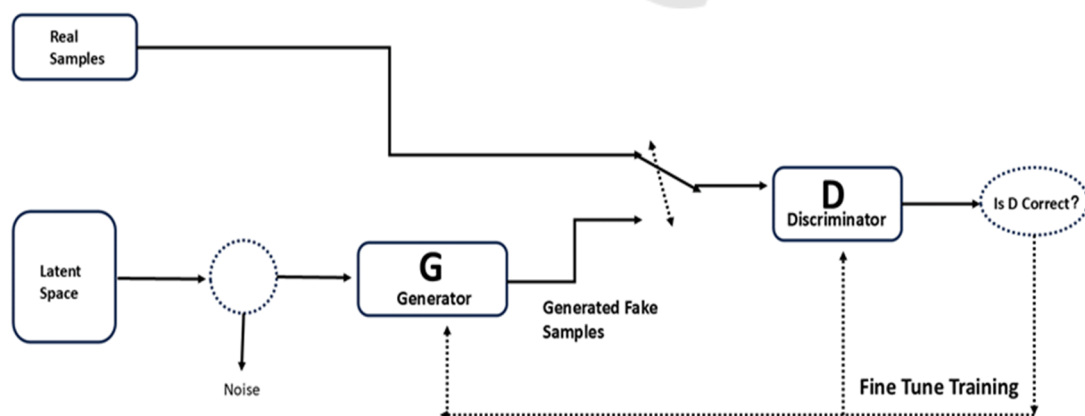 Real
Samples
Latent
Space
Noise
G
Generator
Generated Fake
Samples
D
Discriminator
Is D Correct?
Fine Tune Training